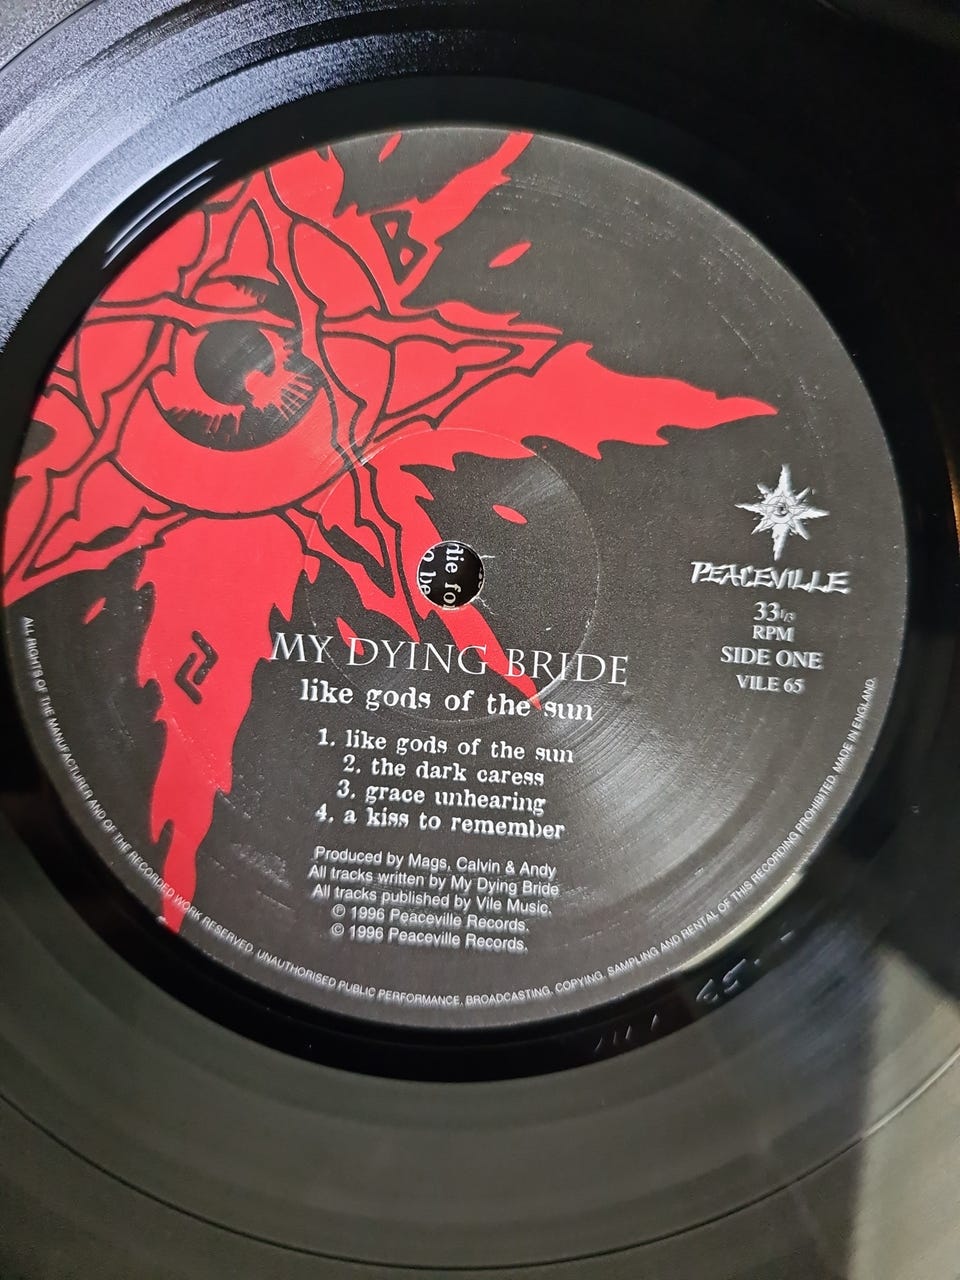 PEACEVILLE
33 1/3
RPM
SIDE ONE
VILE 65
MY DYING BRIDE
like gods of the sun
1. like gods of the sun
2. the dark caress
3. grace unhearing
4. a kiss to remember
Produced by Mags, Calvin & Andy
All tracks written by My Dying Bride
All tracks published by Vile Music.
℗ 1996 Peaceville Records.
© 1996 Peaceville Records.
ALL RIGHTS OF THE MANUFACTURER AND OF THE RECORDED WORK RESERVED. UNAUTHORISED PUBLIC PERFORMANCE, BROADCASTING, COPYING, SAMPLING AND RENTAL OF THIS RECORDING PROHIBITED. MADE IN ENGLAND.
die
be